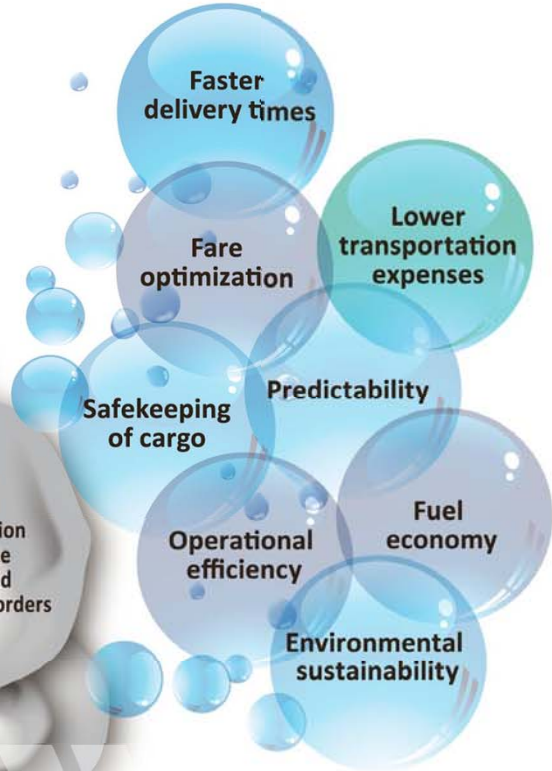 Faster
delivery times
Lower
transportation
expenses
Fare
optimization
Predictability
Safekeeping
of cargo
Fuel
economy
Operational
efficiency
Environmental
sustainability